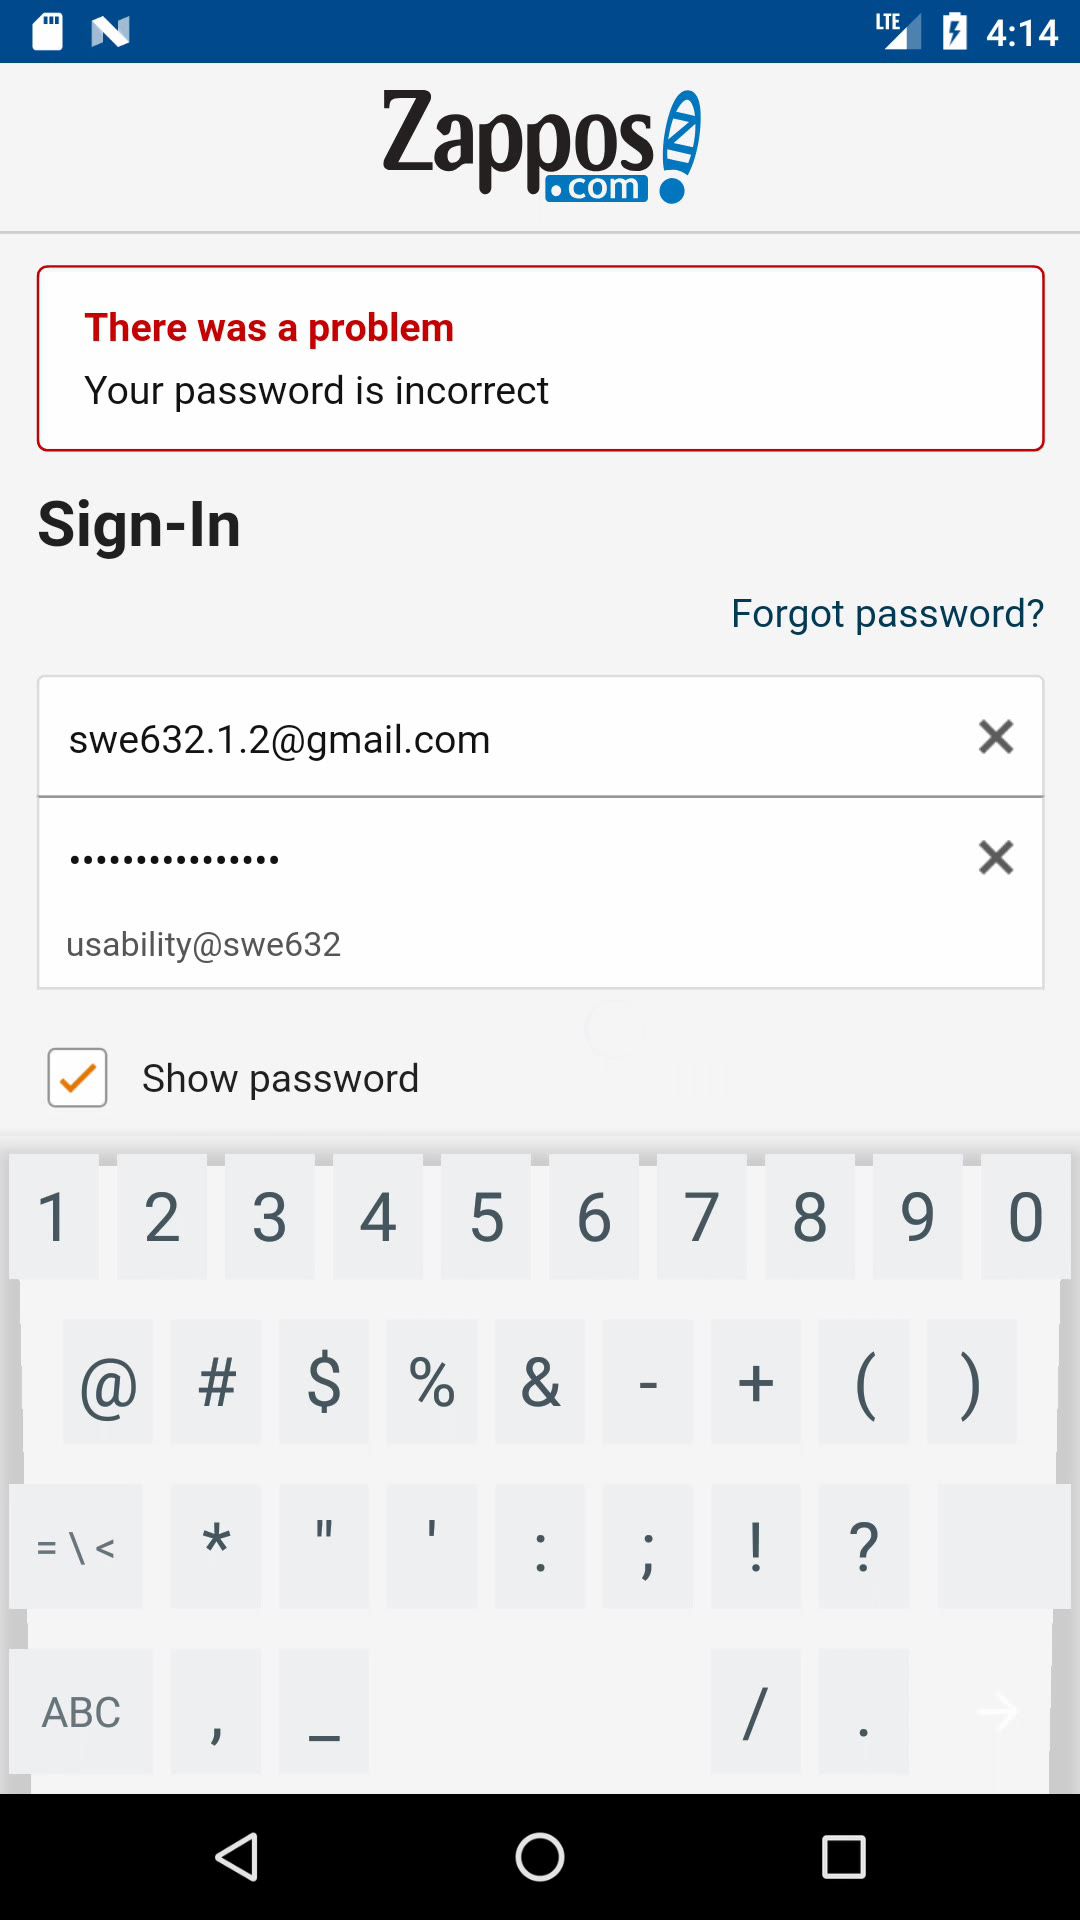 LTE 4:14
Zappos
.com
There was a problem
Your password is incorrect
Sign-In
Forgot password?
swe632.1.2@gmail.com
••••••••••••••••
usability@swe632
Show password
1 2 3 4 5 6 7 8 9 0
@ # $ % & - + ( )
= \ < * " ' : ; ! ?
ABC , _ / .